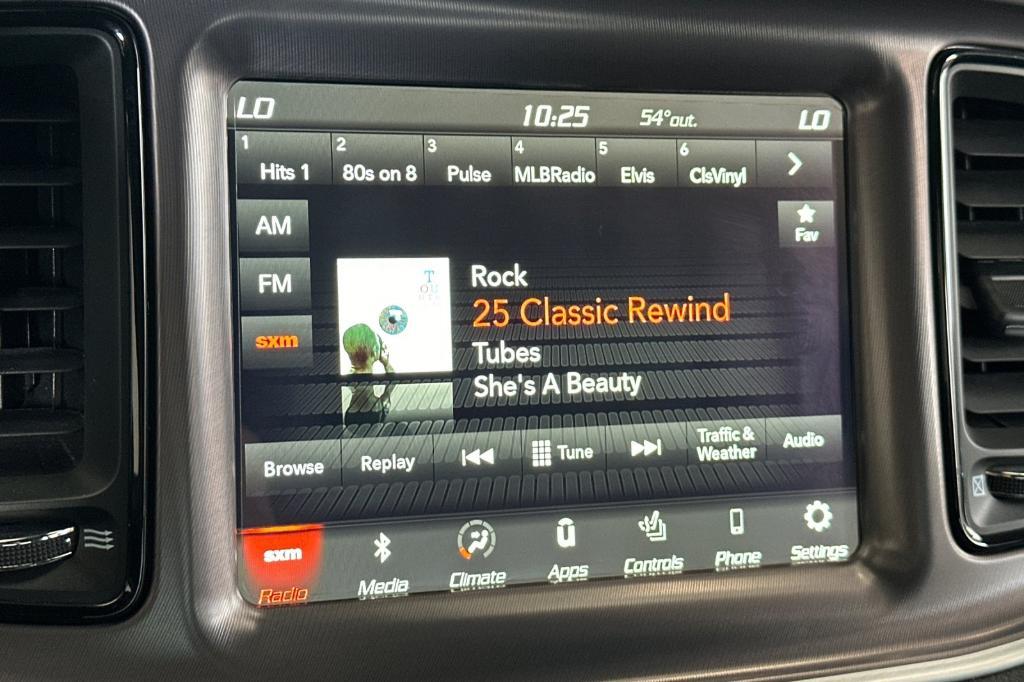 LO 10:25 54°out. LO
1 2 3 4 5 6
Hits 1 80s on 8 Pulse MLBRadio Elvis ClsVinyl
AM
Fav
FM
sxm
Rock
25 Classic Rewind
Tubes
She's A Beauty
Browse Replay Tune Traffic & Weather Audio
sxm
Radio Media Climate Apps Controls Phone Settings